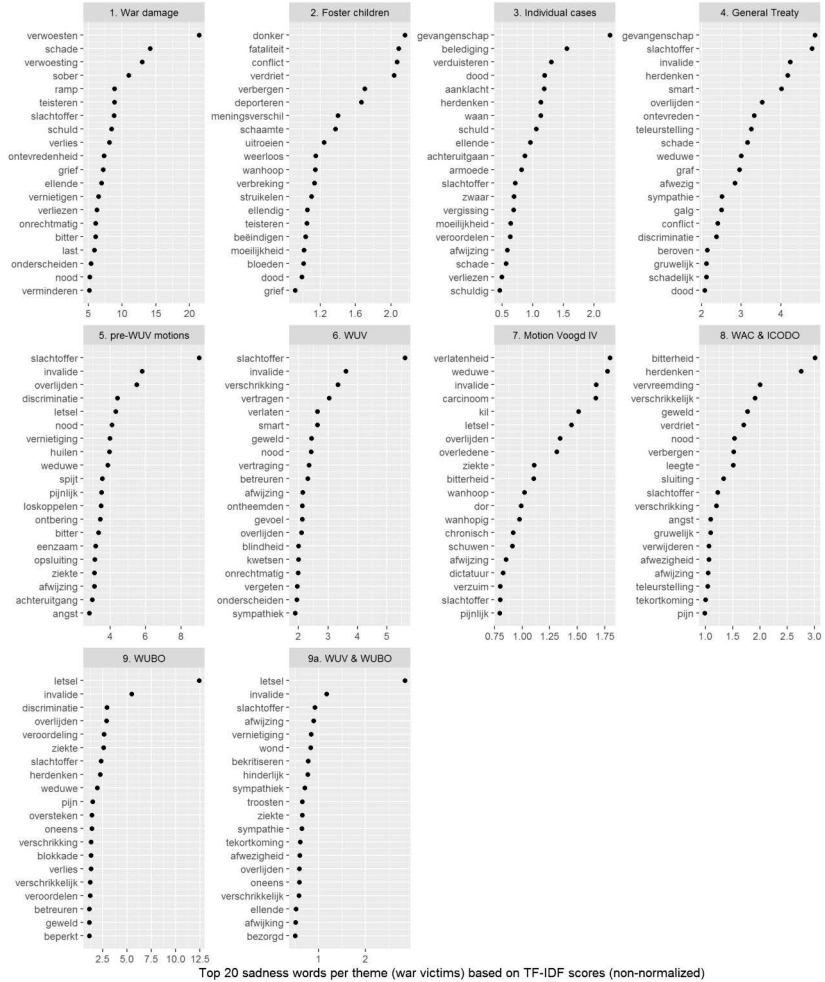 1. War damage
verwoesten
schade
verwoesting
sober
ramp
teisteren
slachtoffer
schuld
verlies
ontevredenheid
grief
ellende
vernietigen
verliezen
onrechtmatig
bitter
last
onderscheiden
nood
verminderen
5 10 15 20
2. Foster children
donker
fataliteit
conflict
verdriet
verbergen
deporteren
meningsverschil
schaamte
uitroeien
weerloos
wanhoop
verbreking
struikelen
ellendig
teisteren
beëindigen
moeilijkheid
bloeden
dood
grief
1.2 1.6 2.0
3. Individual cases
gevangenschap
belediging
verduisteren
dood
aanklacht
herdenken
waan
schuld
ellende
achteruitgaan
armoede
slachtoffer
zwaar
vergissing
moeilijkheid
veroordelen
afwijzing
schade
verliezen
schuldig
0.5 1.0 1.5 2.0
4. General Treaty
gevangenschap
slachtoffer
invalide
herdenken
smart
overlijden
ontevreden
teleurstelling
schade
weduwe
graf
afwezig
sympathie
galg
conflict
discriminatie
beroven
gruwelijk
schadelijk
dood
2 3 4
5. pre-WUV motions
slachtoffer
invalide
overlijden
discriminatie
letsel
nood
vernietiging
huilen
weduwe
spijt
pijnlijk
loskoppelen
ontbering
bitter
eenzaam
opsluiting
ziekte
afwijzing
achteruitgang
angst
4 6 8
6. WUV
slachtoffer
invalide
verschrikking
vertragen
verlaten
smart
geweld
nood
vertraging
betreuren
afwijzing
ontheemden
gevoel
overlijden
blindheid
kwetsen
onrechtmatig
vergeten
onderscheiden
sympathiek
2 3 4 5
7. Motion Voogd IV
verlatenheid
weduwe
invalide
carcinoom
kil
letsel
overlijden
overledene
ziekte
bitterheid
wanhoop
dor
wanhopig
chronisch
schuwen
afwijzing
dictatuur
verzuim
slachtoffer
pijnlijk
0.75 1.00 1.25 1.50 1.75
8. WAC & ICODO
bitterheid
herdenken
vervreemding
verschrikkelijk
geweld
verdriet
nood
verbergen
leegte
sluiting
slachtoffer
verschrikking
angst
gruwelijk
verwijderen
afwezigheid
afwijzing
teleurstelling
tekortkoming
pijn
1.0 1.5 2.0 2.5 3.0
9. WUBO
letsel
invalide
discriminatie
overlijden
veroordeling
ziekte
slachtoffer
herdenken
weduwe
pijn
oversteken
oneens
verschrikking
blokkade
verlies
verschrikkelijk
veroordelen
betreuren
geweld
beperkt
2.5 5.0 7.5 10.0 12.5
9a. WUV & WUBO
letsel
invalide
slachtoffer
afwijzing
vernietiging
wond
bekritiseren
hinderlijk
sympathiek
troosten
ziekte
sympathie
tekortkoming
afwezigheid
overlijden
oneens
verschrikkelijk
ellende
afwijking
bezorgd
1 2
Top 20 sadness words per theme (war victims) based on TF-IDF scores (non-normalized)